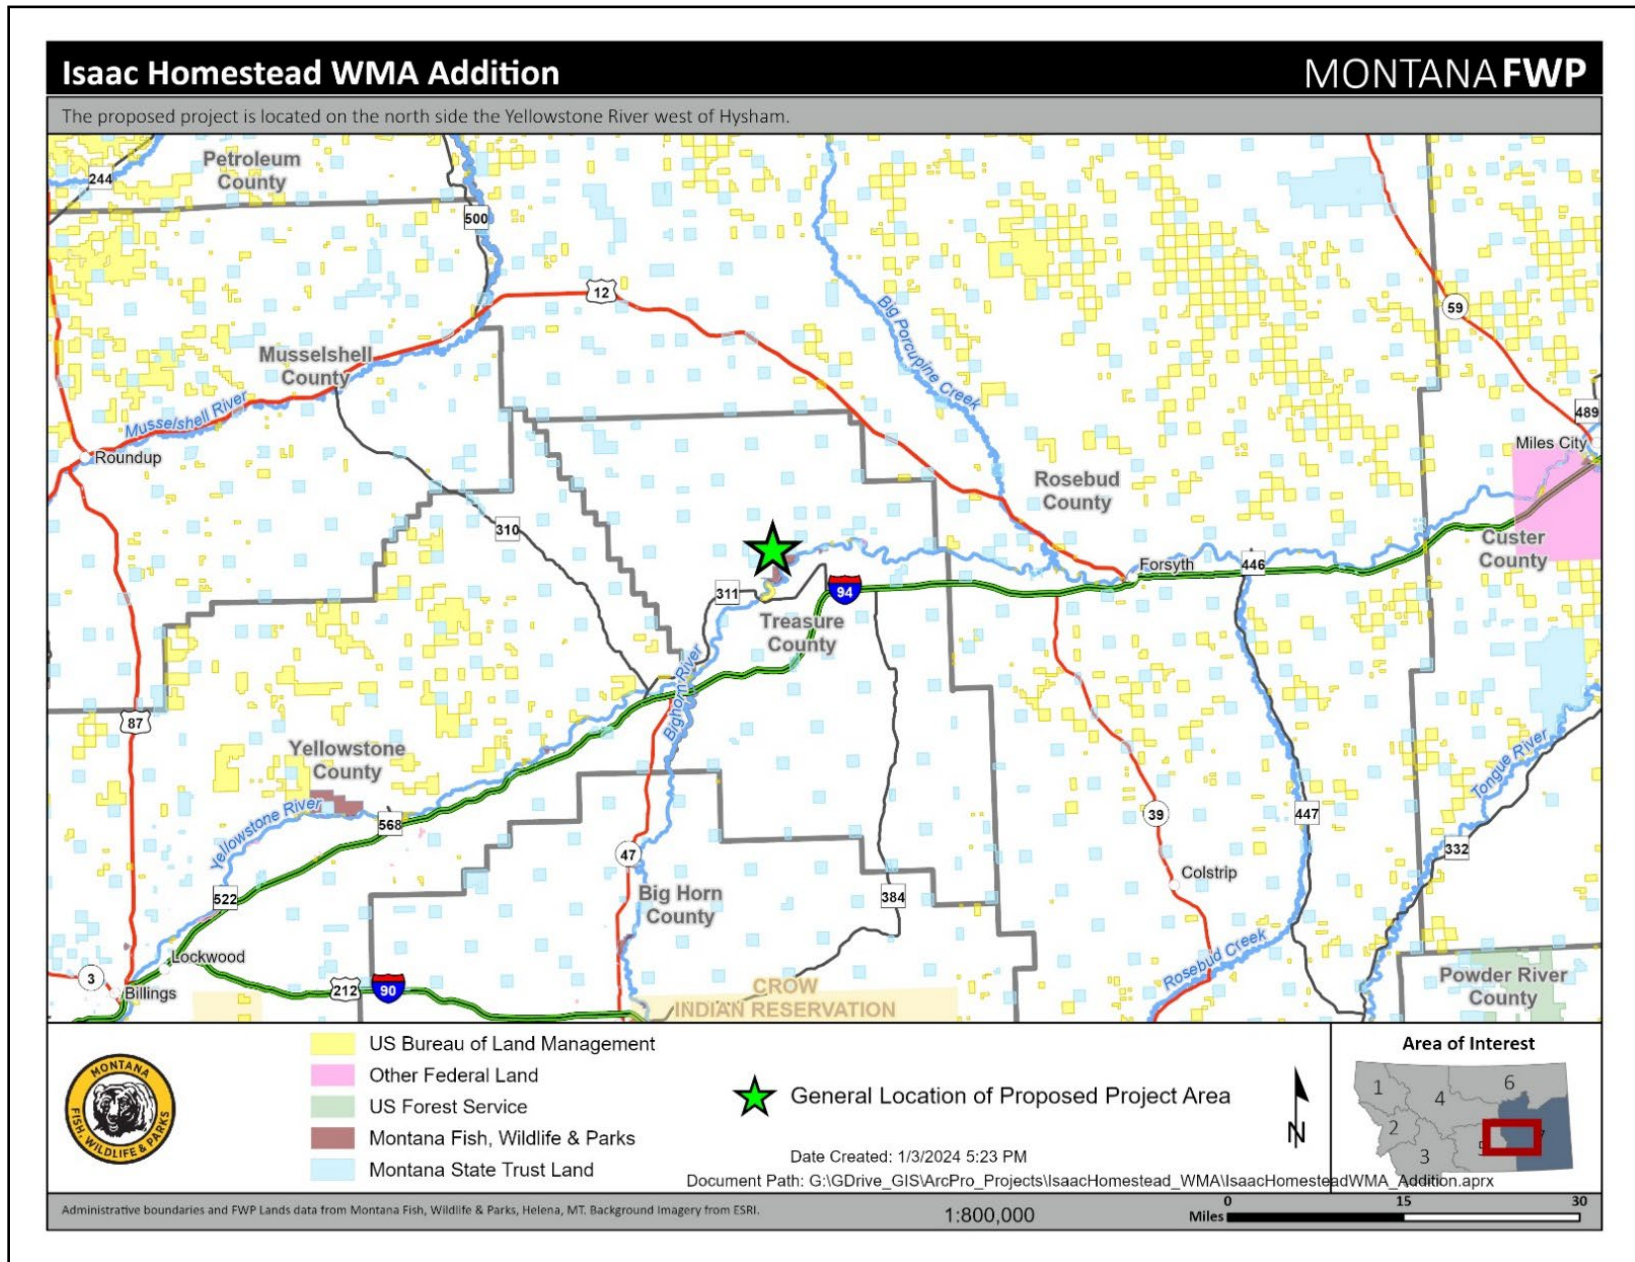 Isaac Homestead WMA Addition
MONTANA FWP
The proposed project is located on the north side the Yellowstone River west of Hysham.
Petroleum
County
244
500
12
59
Big Porcupine Creek
Musselshell
County
Musselshell River
489
Miles City
Roundup
Rosebud
County
310
Custer
County
Forsyth
446
311
94
Treasure
County
Bighorn River
87
Yellowstone
County
Tongue River
Yellowstone River
568
39
447
332
47
Colstrip
522
Big Horn
County
384
Rosebud Creek
Lockwood
3
Billings
212
90
CROW
INDIAN RESERVATION
Powder River
County
MONTANA
FISH, WILDLIFE & PARKS
US Bureau of Land Management
Other Federal Land
US Forest Service
Montana Fish, Wildlife & Parks
Montana State Trust Land
General Location of Proposed Project Area
N
Date Created: 1/3/2024 5:23 PM
Document Path: G:\GDrive_GIS\ArcPro_Projects\IsaacHomestead_WMA\IsaacHomesteadWMA_Addition.aprx
Area of Interest
1
2
3
4
5
6
7
Administrative boundaries and FWP Lands data from Montana Fish, Wildlife & Parks, Helena, MT. Background Imagery from ESRI.
1:800,000
Miles
0
15
30